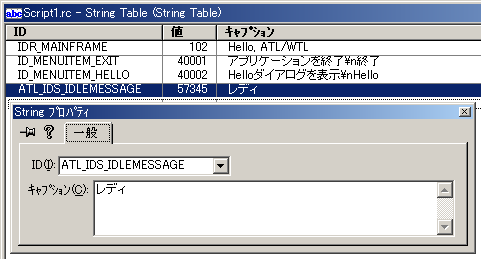 abc Script1.rc - String Table (String Table)
ID 値 ｷｬﾌﾟｼｮﾝ
IDR_MAINFRAME 102 Hello, ATL/WTL
ID_MENUITEM_EXIT 40001 アプリケーションを終了¥n終了
ID_MENUITEM_HELLO 40002 Helloダイアログを表示¥nHello
ATL_IDS_IDLEMESSAGE 57345 レディ
String ﾌﾟﾛﾊﾟﾃｨ
一般
ID(I): ATL_IDS_IDLEMESSAGE
ｷｬﾌﾟｼｮﾝ(C): レディ